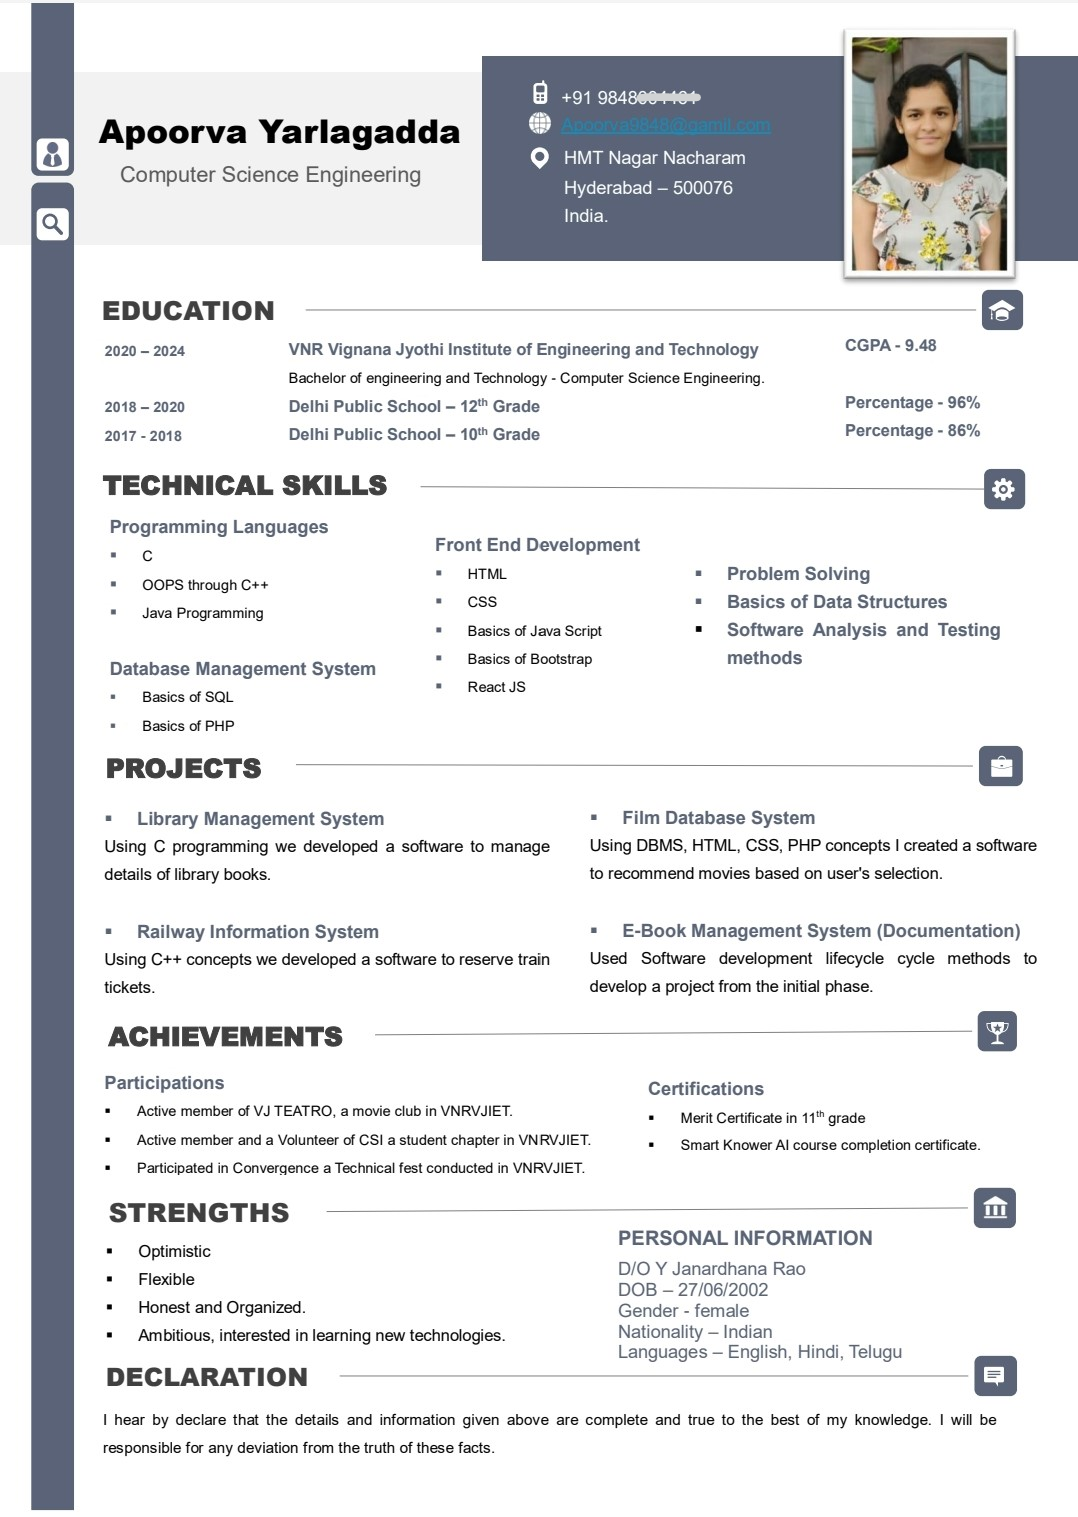 Apoorva Yarlagadda
Computer Science Engineering
+91 9848
Apoorva9848@gamil.com
HMT Nagar Nacharam
Hyderabad – 500076
India.
EDUCATION
2020 – 2024 VNR Vignana Jyothi Institute of Engineering and Technology CGPA - 9.48
Bachelor of engineering and Technology - Computer Science Engineering.
2018 – 2020 Delhi Public School – 12th Grade Percentage - 96%
2017 - 2018 Delhi Public School – 10th Grade Percentage - 86%
TECHNICAL SKILLS
Programming Languages
C
OOPS through C++
Java Programming
Database Management System
Basics of SQL
Basics of PHP
Front End Development
HTML
CSS
Basics of Java Script
Basics of Bootstrap
React JS
Problem Solving
Basics of Data Structures
Software Analysis and Testing
methods
PROJECTS
Library Management System
Using C programming we developed a software to manage
details of library books.
Railway Information System
Using C++ concepts we developed a software to reserve train
tickets.
Film Database System
Using DBMS, HTML, CSS, PHP concepts I created a software
to recommend movies based on user's selection.
E-Book Management System (Documentation)
Used Software development lifecycle cycle methods to
develop a project from the initial phase.
ACHIEVEMENTS
Participations
Active member of VJ TEATRO, a movie club in VNRVJIET.
Active member and a Volunteer of CSI a student chapter in VNRVJIET.
Participated in Convergence a Technical fest conducted in VNRVJIET.
Certifications
Merit Certificate in 11th grade
Smart Knower AI course completion certificate.
STRENGTHS
Optimistic
Flexible
Honest and Organized.
Ambitious, interested in learning new technologies.
PERSONAL INFORMATION
D/O Y Janardhana Rao
DOB – 27/06/2002
Gender - female
Nationality – Indian
Languages – English, Hindi, Telugu
DECLARATION
I hear by declare that the details and information given above are complete and true to the best of my knowledge. I will be
responsible for any deviation from the truth of these facts.